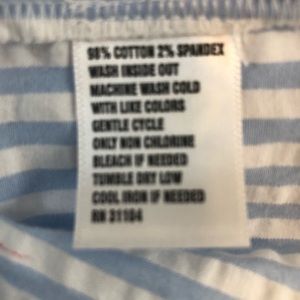 98% COTTON 2% SPANDEX
WASH INSIDE OUT
MACHINE WASH COLD
WITH LIKE COLORS
GENTLE CYCLE
ONLY NON CHLORINE
BLEACH IF NEEDED
TUMBLE DRY LOW
COOL IRON IF NEEDED
RN 31104